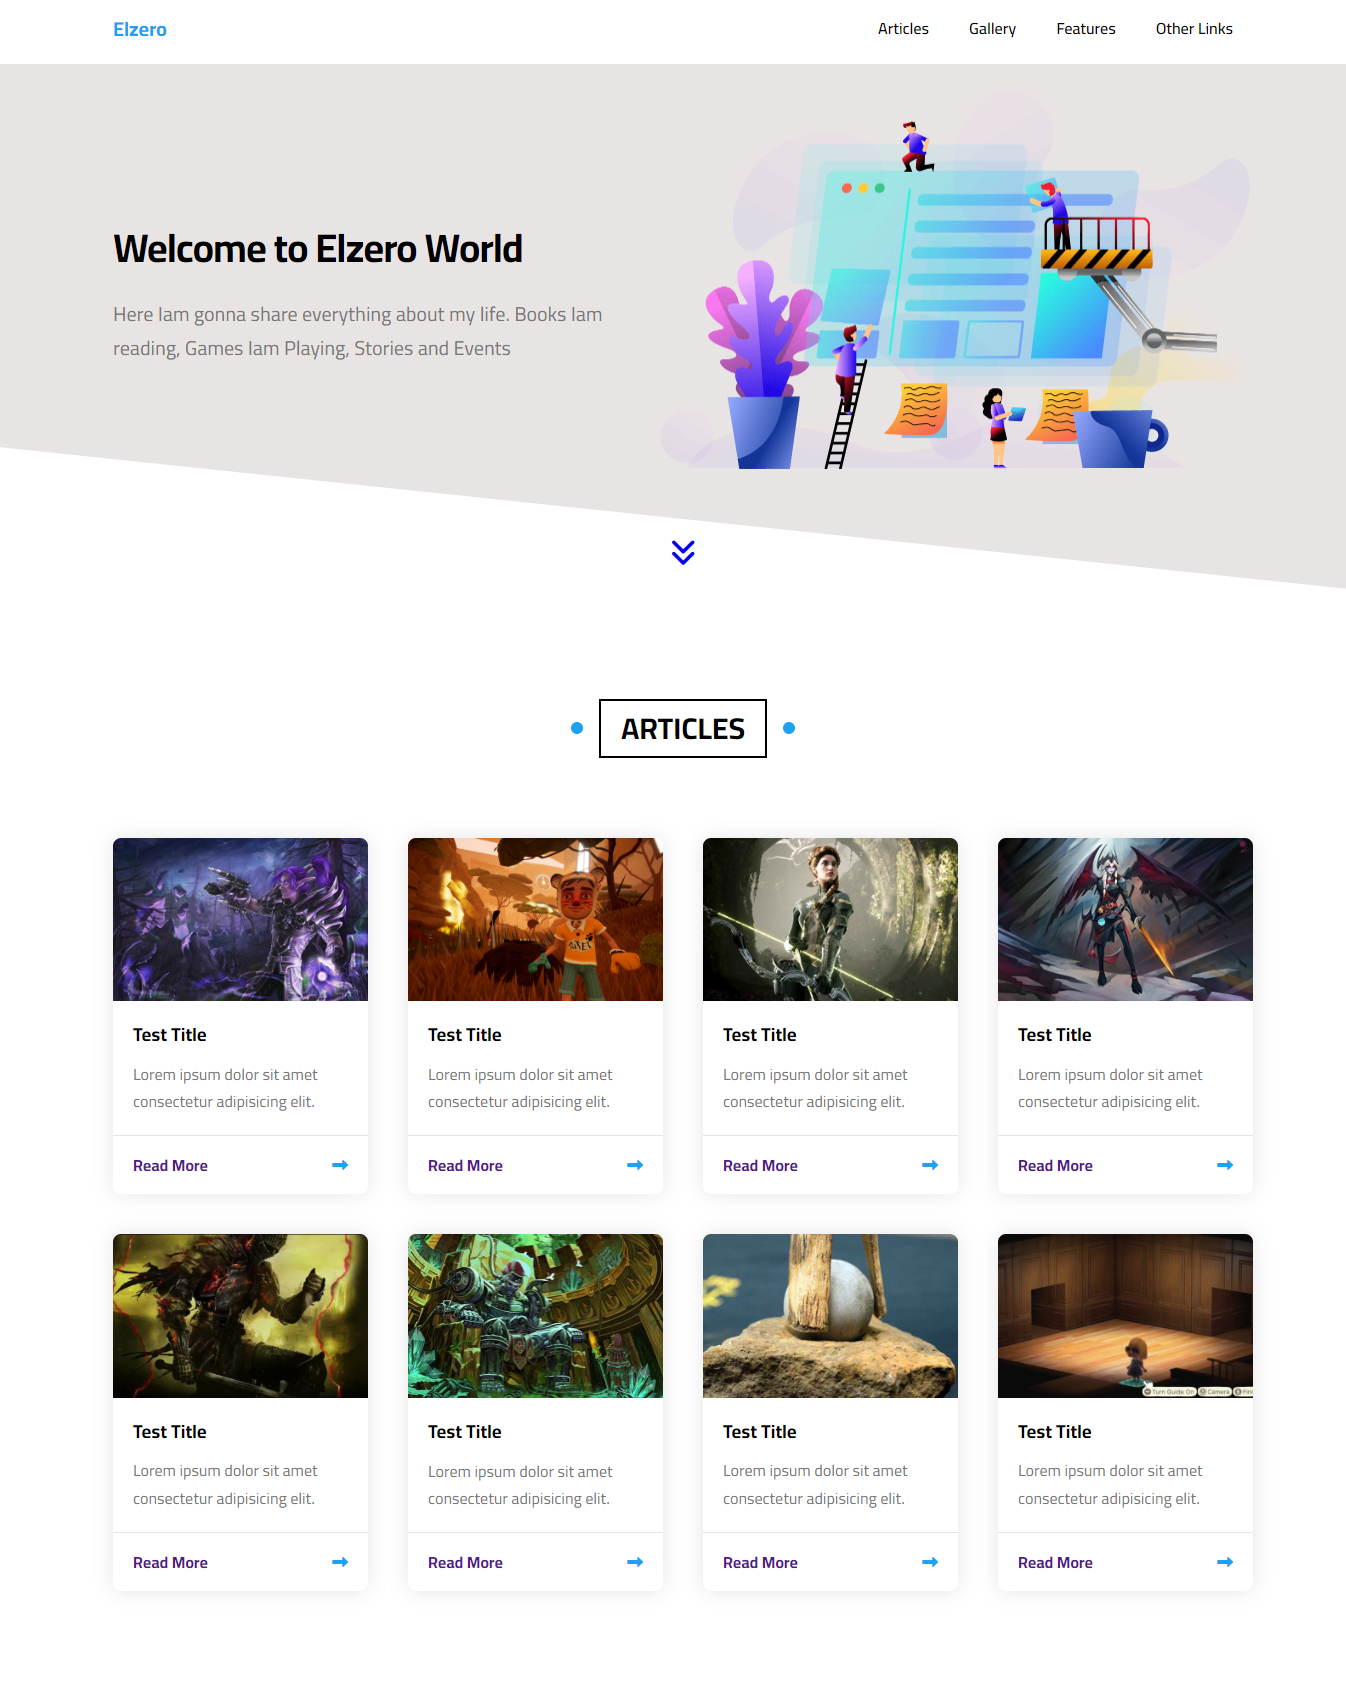 Elzero
Articles Gallery Features Other Links
Welcome to Elzero World
Here Iam gonna share everything about my life. Books Iam
reading, Games Iam Playing, Stories and Events
ARTICLES
Test Title
Lorem ipsum dolor sit amet
consectetur adipisicing elit.
Read More
Test Title
Lorem ipsum dolor sit amet
consectetur adipisicing elit.
Read More
Test Title
Lorem ipsum dolor sit amet
consectetur adipisicing elit.
Read More
Test Title
Lorem ipsum dolor sit amet
consectetur adipisicing elit.
Read More
Turn Guide On Camera
Test Title
Lorem ipsum dolor sit amet
consectetur adipisicing elit.
Read More
Test Title
Lorem ipsum dolor sit amet
consectetur adipisicing elit.
Read More
Test Title
Lorem ipsum dolor sit amet
consectetur adipisicing elit.
Read More
Test Title
Lorem ipsum dolor sit amet
consectetur adipisicing elit.
Read More